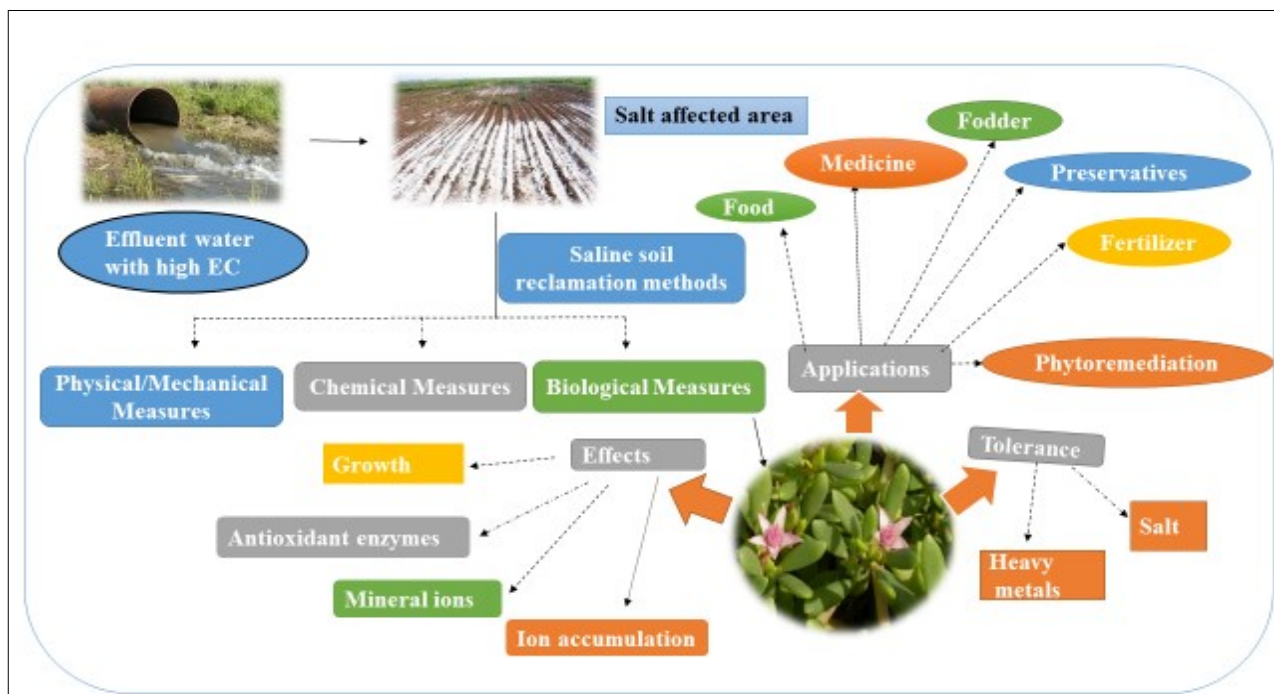 Salt affected area
Effluent water
with high EC
Saline soil
reclamation methods
Fodder
Medicine
Preservatives
Food
Fertilizer
Physical/Mechanical
Measures
Chemical Measures
Biological Measures
Applications
Phytoremediation
Effects
Growth
Antioxidant enzymes
Mineral ions
Ion accumulation
Tolerance
Salt
Heavy
metals